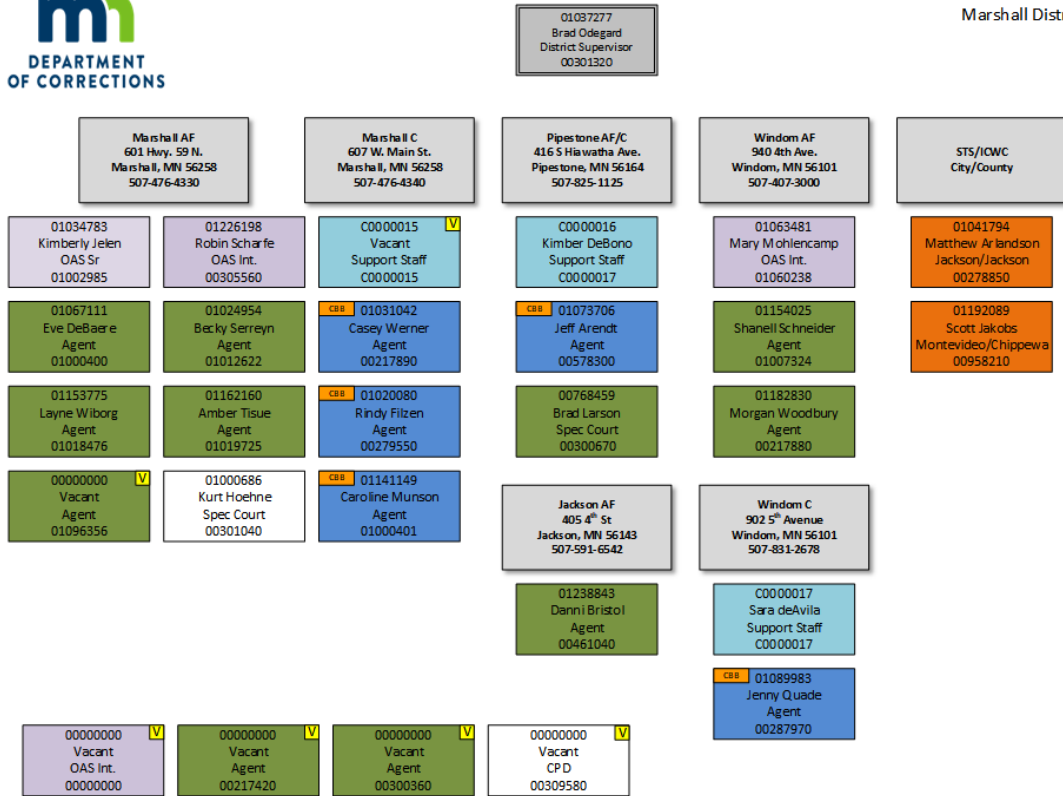 DEPARTMENT
OF CORRECTIONS
01037277
Brad Odegard
District Supervisor
00301320
Marshall Distr
Marshall AF
601 Hwy. 59 N.
Marshall, MN 56258
507-476-4330
Marshall C
607 W. Main St.
Marshall, MN 56258
507-476-4340
Pipestone AF/C
416 S Hiawatha Ave.
Pipestone, MN 56164
507-825-1125
Windom AF
940 4th Ave.
Windom, MN 56101
507-407-3000
STS/ICWC
City/County
01034783
Kimberly Jelen
OAS Sr
01002985
01226198
Robin Scharfe
OAS Int.
00305560
C0000015
V
Vacant
Support Staff
C0000015
C0000016
Kimber DeBono
Support Staff
C0000017
01063481
Mary Mohlencamp
OAS Int.
01060238
01041794
Matthew Arlandson
Jackson/Jackson
00278850
01067111
Eve DeBaere
Agent
01000400
01024954
Becky Serreyn
Agent
01012622
CBB 01031042
Casey Werner
Agent
00217890
CBB 01073706
Jeff Arendt
Agent
00578300
01154025
Shanell Schneider
Agent
01007324
01192089
Scott Jakobs
Montevideo/Chippewa
00958210
01153775
Layne Wiborg
Agent
01018476
01162160
Amber Tisue
Agent
01019725
CBB 01020080
Rindy Filzen
Agent
00279550
00768459
Brad Larson
Spec Court
00300670
01182830
Morgan Woodbury
Agent
00217880
00000000
V
Vacant
Agent
01096356
01000686
Kurt Hoehne
Spec Court
00301040
CBB 01141149
Caroline Munson
Agent
01000401
Jackson AF
405 4th St
Jackson, MN 56143
507-591-6542
Windom C
902 5th Avenue
Windom, MN 56101
507-831-2678
01238843
Danni Bristol
Agent
00461040
C0000017
Sara deAvila
Support Staff
C0000017
CBB 01089983
Jenny Quade
Agent
00287970
00000000
V
Vacant
OAS Int.
00000000
00000000
V
Vacant
Agent
00217420
00000000
V
Vacant
Agent
00300360
00000000
V
Vacant
CPD
00309580